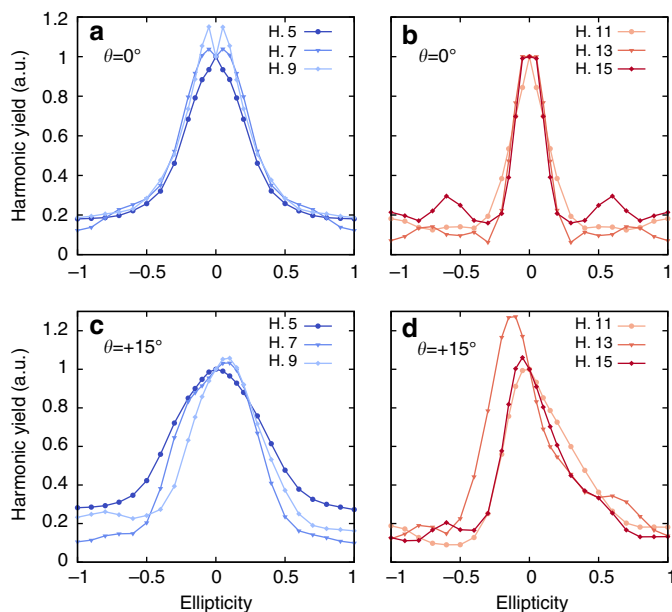 a
θ=0°
H. 5
H. 7
H. 9
Harmonic yield (a.u.)
1.2
1
0.8
0.6
0.4
0.2
0
−1
−0.5
0
0.5
1
b
θ=0°
H. 11
H. 13
H. 15
−1
−0.5
0
0.5
1
c
θ=+15°
H. 5
H. 7
H. 9
Harmonic yield (a.u.)
1.2
1
0.8
0.6
0.4
0.2
0
−1
−0.5
0
0.5
1
Ellipticity
d
θ=+15°
H. 11
H. 13
H. 15
−1
−0.5
0
0.5
1
Ellipticity